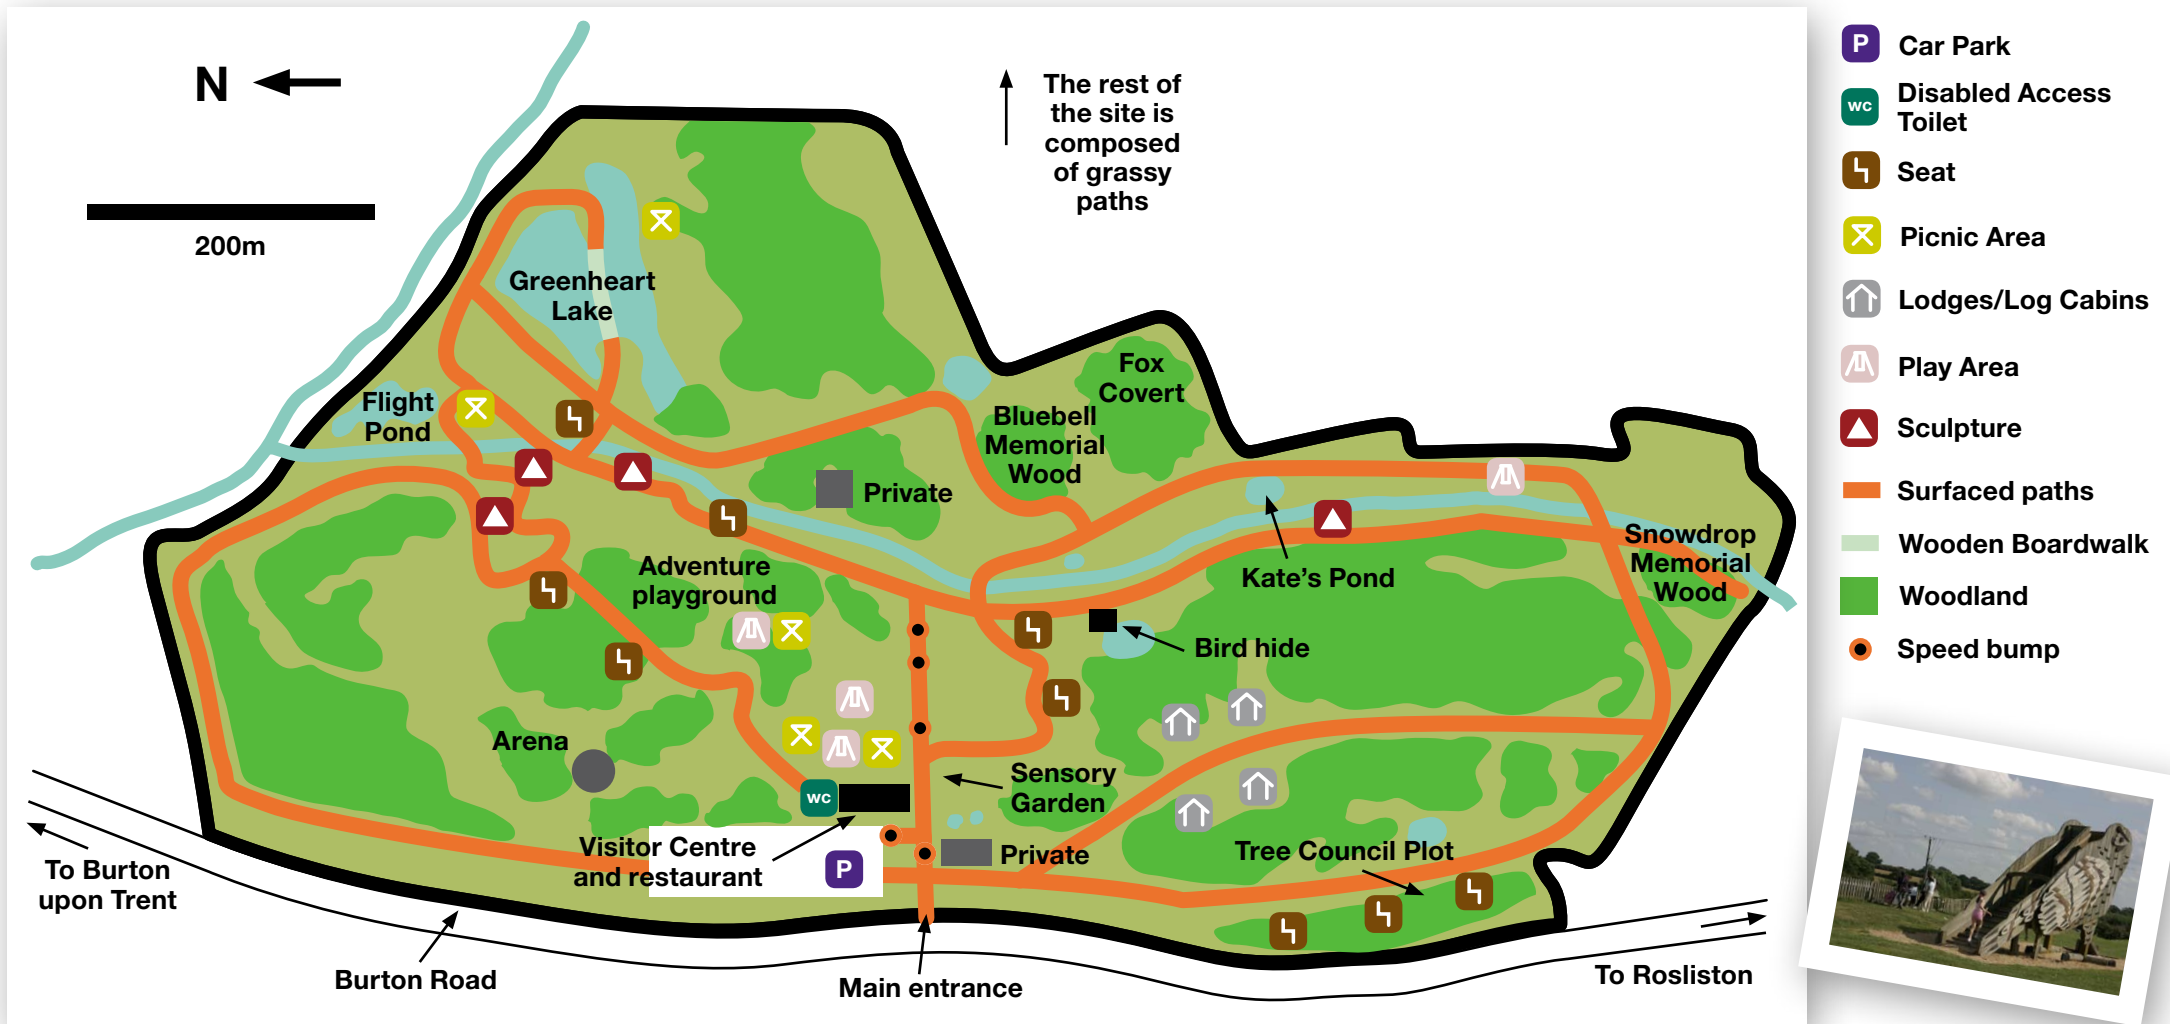 N
200m
The rest of
the site is
composed
of grassy
paths
Greenheart
Lake
Flight
Pond
Fox
Covert
Bluebell
Memorial
Wood
Private
Adventure
playground
Kate's Pond
Snowdrop
Memorial
Wood
Bird hide
Arena
Sensory
Garden
wc
Visitor Centre
and restaurant
P
Private
Tree Council Plot
To Burton
upon Trent
Burton Road
Main entrance
To Rosliston
P
Car Park
wc
Disabled Access
Toilet
Seat
Picnic Area
Lodges/Log Cabins
Play Area
Sculpture
Surfaced paths
Wooden Boardwalk
Woodland
Speed bump